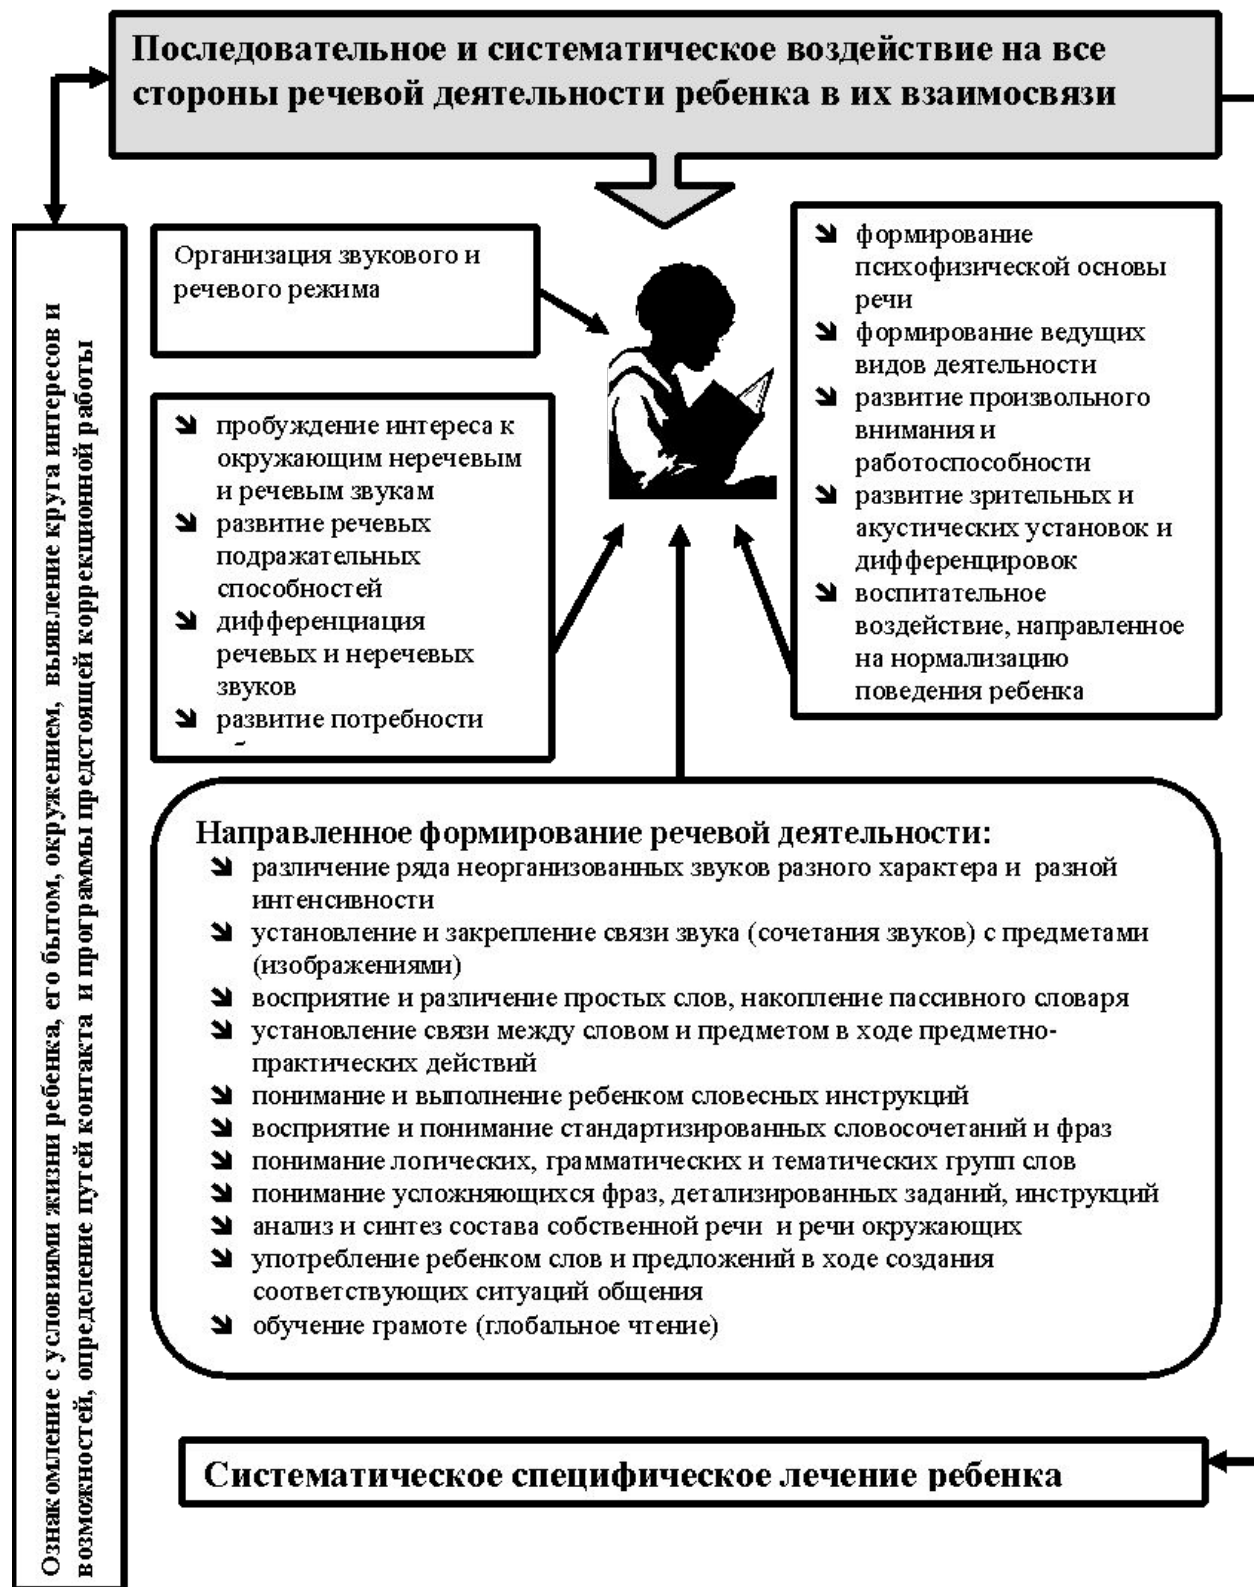 Последовательное и систематическое воздействие на все
стороны речевой деятельности ребенка в их взаимосвязи
Ознакомление с условиями жизни ребенка, его бытом, окружением, выявление круга интересов и
возможностей, определение путей контакта и программы предстоящей коррекционной работы
Организация звукового и
речевого режима
пробуждение интереса к
окружающим неречевым
и речевым звукам
развитие речевых
подражательных
способностей
дифференциация
речевых и неречевых
звуков
развитие потребности
формирование
психофизической основы
речи
формирование ведущих
видов деятельности
развитие произвольного
внимания и
работоспособности
развитие зрительных и
акустических установок и
дифференцировок
воспитательное
воздействие, направленное
на нормализацию
поведения ребенка
Направленное формирование речевой деятельности:
различение ряда неорганизованных звуков разного характера и разной
интенсивности
установление и закрепление связи звука (сочетания звуков) с предметами
(изображениями)
восприятие и различение простых слов, накопление пассивного словаря
установление связи между словом и предметом в ходе предметно-
практических действий
понимание и выполнение ребенком словесных инструкций
восприятие и понимание стандартизированных словосочетаний и фраз
понимание логических, грамматических и тематических групп слов
понимание усложняющихся фраз, детализированных заданий, инструкций
анализ и синтез состава собственной речи и речи окружающих
употребление ребенком слов и предложений в ходе создания
соответствующих ситуаций общения
обучение грамоте (глобальное чтение)
Систематическое специфическое лечение ребенка